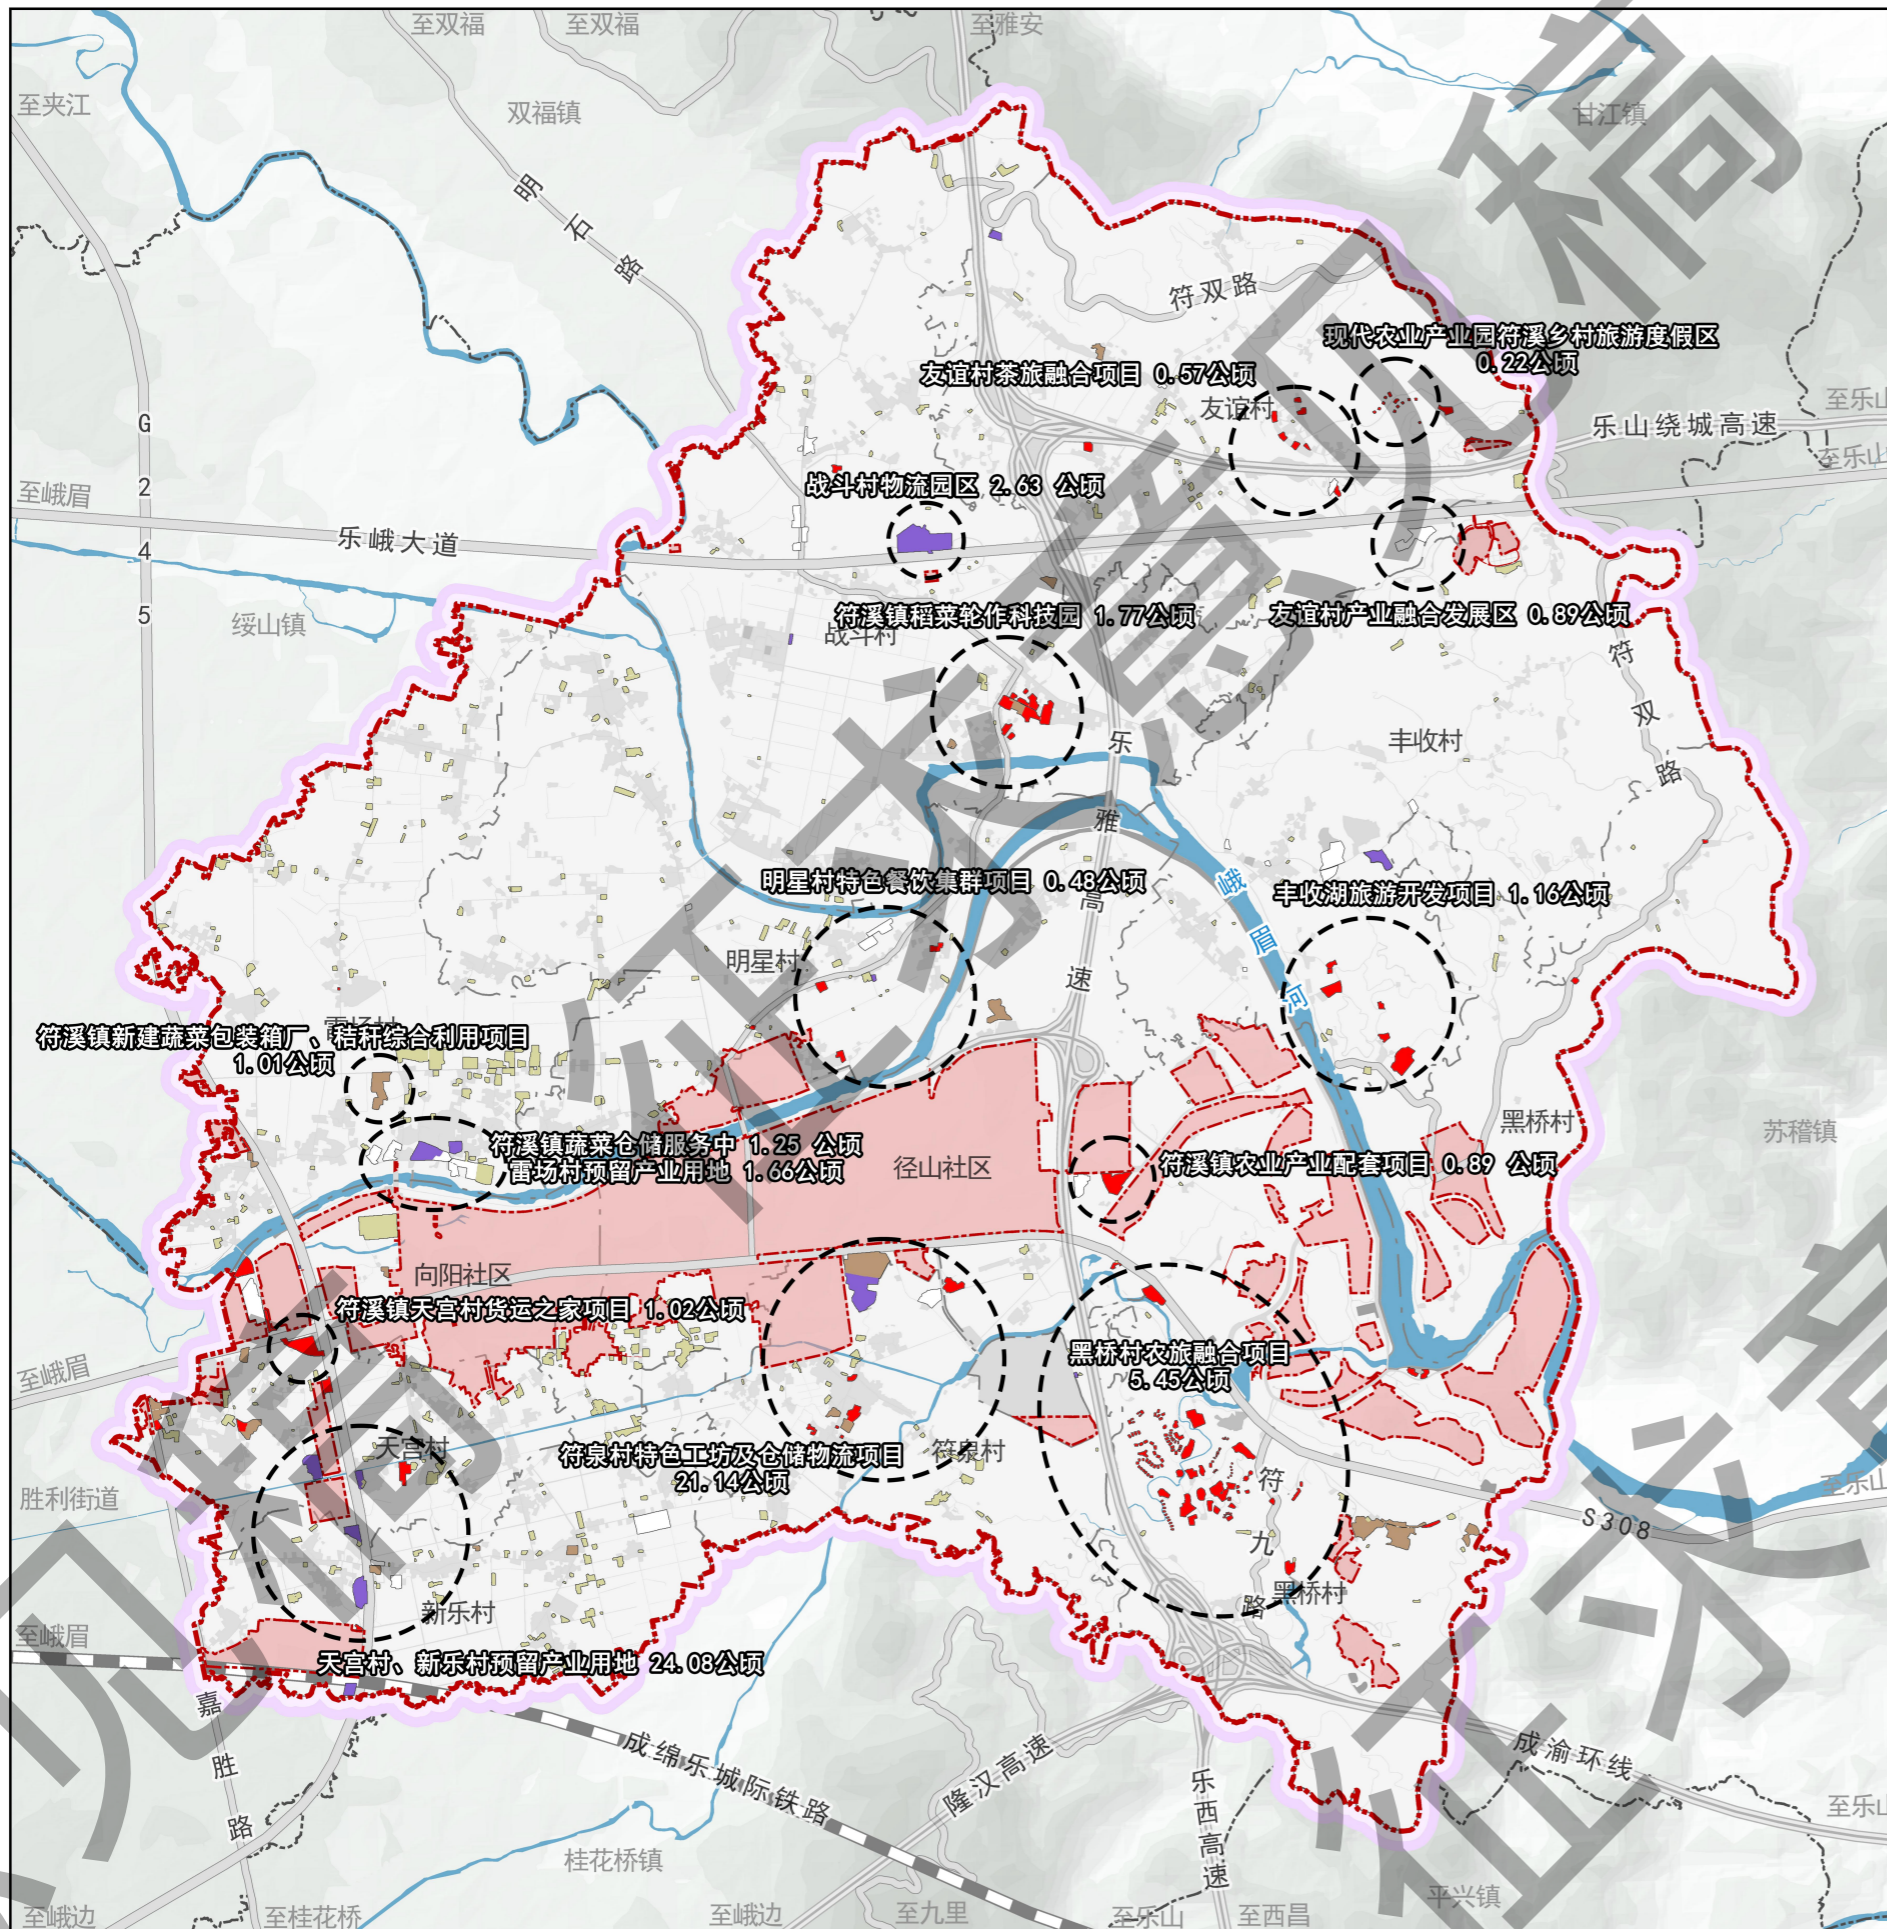 至双福
至双福
至雅安
至夹江
双福镇
甘江镇
明石路
符双路
现代农业产业园符溪乡村旅游度假区
0.22公顷
友谊村茶旅融合项目 0.57公顷
友谊村
至乐山
乐山绕城高速
G245
至乐山
至峨眉
战斗村物流园区 2.63 公顷
乐峨大道
符溪镇稻菜轮作科技园 1.77公顷
友谊村产业融合发展区 0.89公顷
绥山镇
战斗村
符双路
丰收村
乐雅高速
明星村特色餐饮集群项目 0.48公顷
峨眉河
丰收湖旅游开发项目 1.16公顷
明星村
符溪镇新建蔬菜包装箱厂、秸秆综合利用项目
1.01公顷
黑桥村
苏稽镇
符溪镇蔬菜仓储服务中 1.25 公顷
雷场村预留产业用地 1.66公顷
径山社区
符溪镇农业产业配套项目 0.89 公顷
向阳社区
符溪镇天宫村货运之家项目 1.02公顷
至峨眉
黑桥村农旅融合项目
5.45公顷
天宫村
符泉村特色工坊及仓储物流项目
21.14公顷
符泉村
胜利街道
至乐山
S308
符九路
黑桥村
新乐村
至峨眉
天宫村、新乐村预留产业用地 24.08公顷
嘉胜路
成绵乐城际铁路
隆汉高速
成渝环线
乐西高速
至乐山
桂花桥镇
平兴镇
至峨边
至桂花桥
至峨边
至九里
至乐山
至西昌
征求意见稿
见稿
征求意